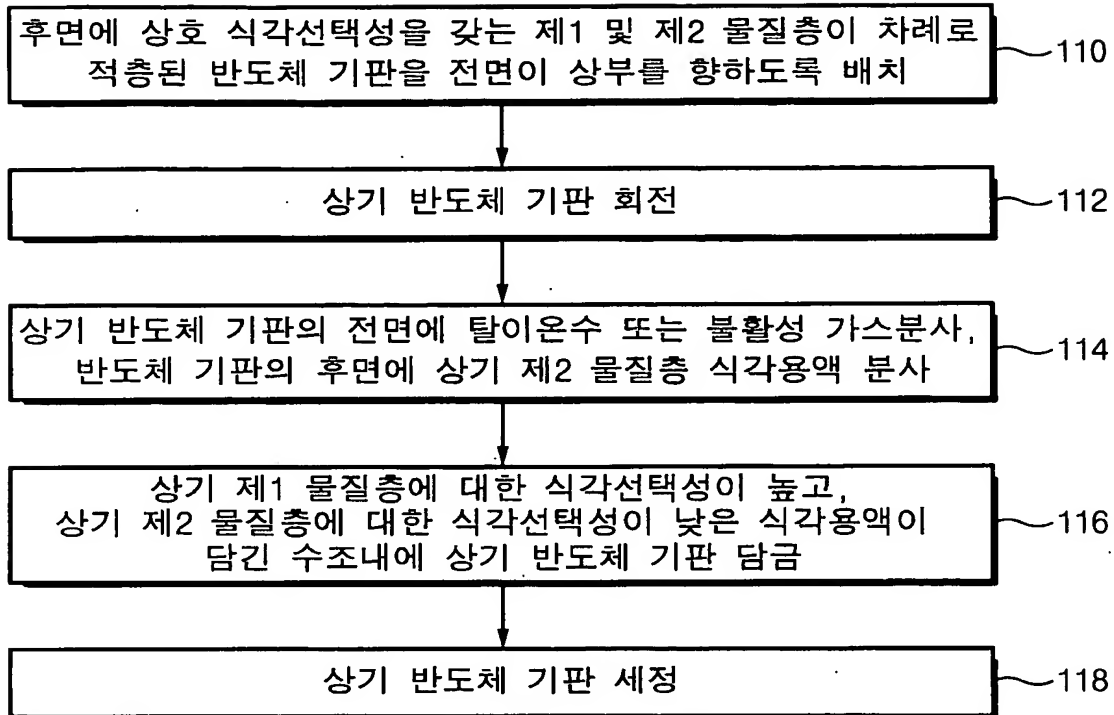 후면에 상호 식각선택성을 갖는 제1 및 제2 물질층이 차례로
적층된 반도체 기판을 전면이 상부를 향하도록 배치
110
상기 반도체 기판 회전
112
상기 반도체 기판의 전면에 탈이온수 또는 불활성 가스분사,
반도체 기판의 후면에 상기 제2 물질층 식각용액 분사
114
상기 제1 물질층에 대한 식각선택성이 높고,
상기 제2 물질층에 대한 식각선택성이 낮은 식각용액이
담긴 수조내에 상기 반도체 기판 담금
116
상기 반도체 기판 세정
118